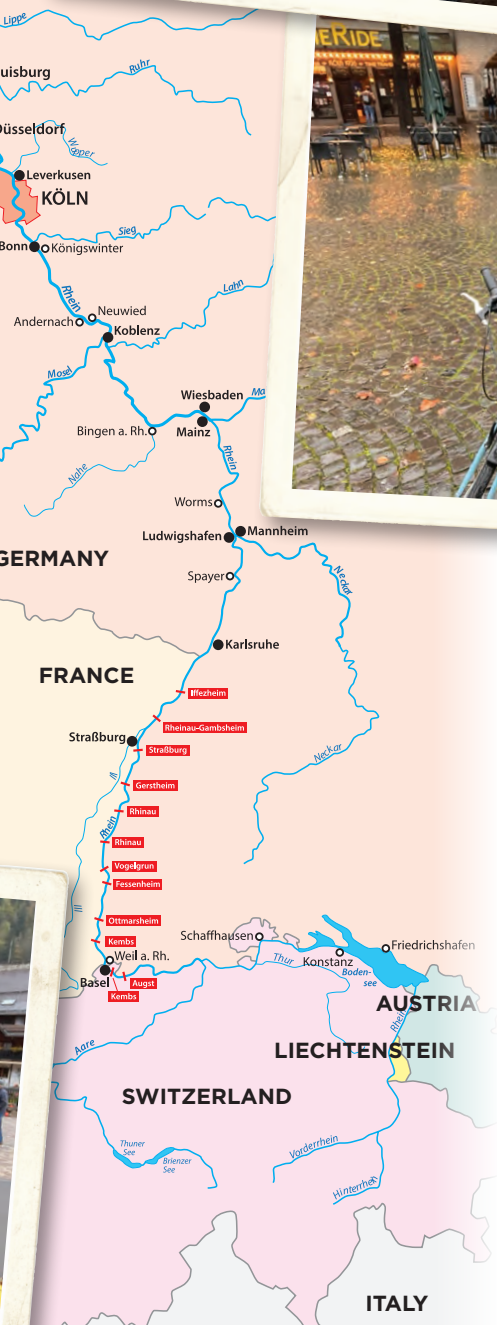 Lippe
uisburg
Ruhr
ERIDE
Düsseldorf
Wupper
Leverkusen
KÖLN
Sieg
Bonn
Königswinter
Lahn
Rhein
Neuwied
Andernach
Koblenz
Mosel
Wiesbaden
Ma
Bingen a. Rh.
Mainz
Rhein
Nahe
Worms
Ludwigshafen
Mannheim
GERMANY
Neckar
Spayer
Karlsruhe
FRANCE
Iffezheim
Rheinau-Gambsheim
Straßburg
Straßburg
Neckar
Ill
Gerstheim
Rhinau
Rhein
Rhinau
Vogelgrun
Fessenheim
Ill
Ottmarsheim
Schaffhausen
Kembs
Friedrichshafen
Weil a. Rh.
Thur
Konstanz
Boden-
see
Basel
Augst
Kembs
AUSTRIA
Rhein
Aare
LIECHTENSTEIN
SWITZERLAND
Thuner
See
Brienzer
See
Vorderrhein
Hinterrhein
ITALY